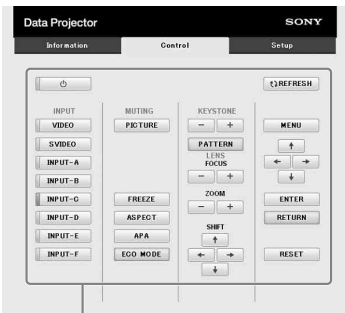 Data Projector SONY
Information Control Setup
REFRESH
INPUT MUTING KEYSTONE
VIDEO PICTURE - + MENU
SVIDEO PATTERN
LENS
INPUT-A FOCUS
- +
INPUT-B
ZOOM
INPUT-C FREEZE - + ENTER
INPUT-D ASPECT RETURN
SHIFT
INPUT-E APA
INPUT-F ECO MODE RESET